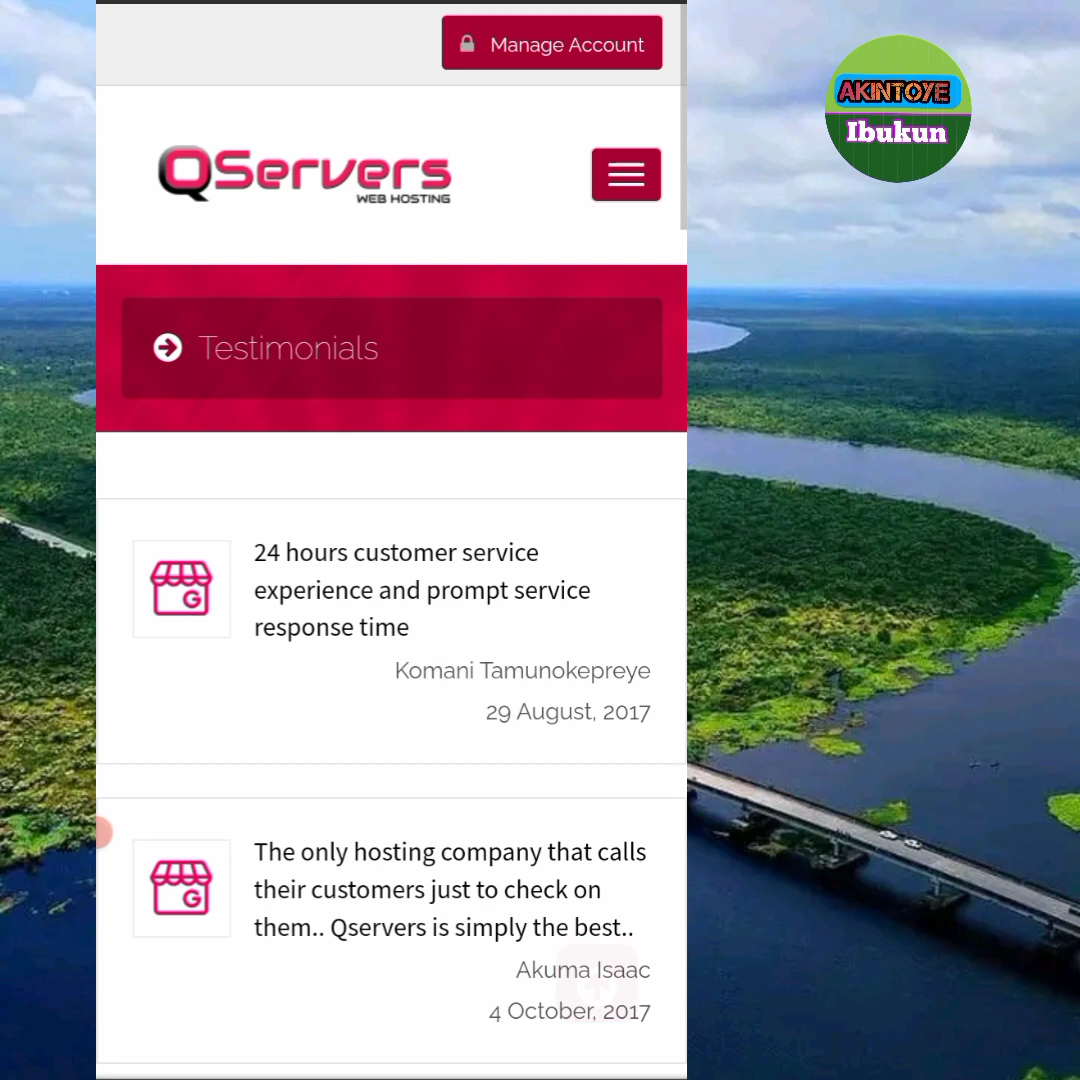 Manage Account
AKINTOYE
Ibukun
QServers
WEB HOSTING
Testimonials
24 hours customer service
experience and prompt service
response time
Komani Tamunokepreye
29 August, 2017
The only hosting company that calls
their customers just to check on
them.. Qservers is simply the best..
Akuma Isaac
4 October, 2017